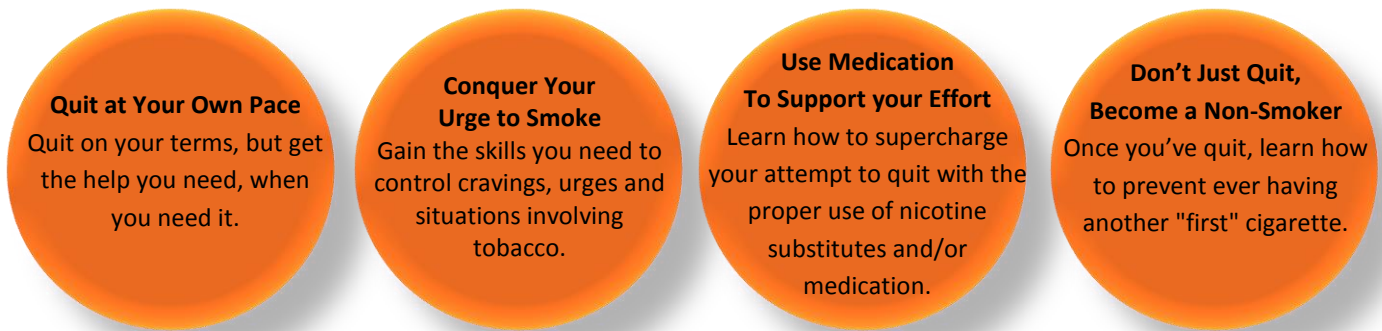 Quit at Your Own Pace
Quit on your terms, but get
the help you need, when
you need it.
Conquer Your
Urge to Smoke
Gain the skills you need to
control cravings, urges and
situations involving
tobacco.
Use Medication
To Support your Effort
Learn how to supercharge
your attempt to quit with the
proper use of nicotine
substitutes and/or
medication.
Don’t Just Quit,
Become a Non-Smoker
Once you’ve quit, learn how
to prevent ever having
another "first" cigarette.